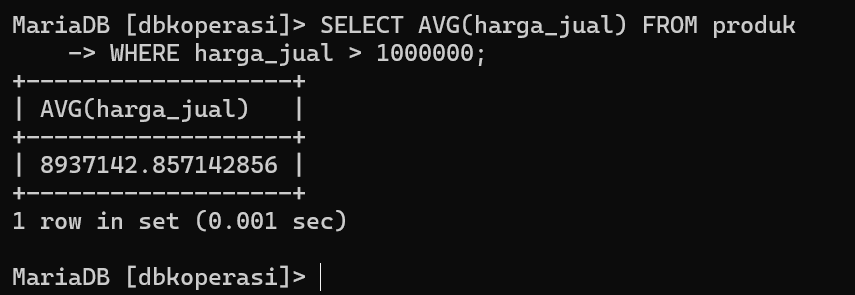 MariaDB [dbkoperasi]> SELECT AVG(harga_jual) FROM produk
    -> WHERE harga_jual > 1000000;
+-------------------+
| AVG(harga_jual)   |
+-------------------+
| 8937142.857142856 |
+-------------------+
1 row in set (0.001 sec)
MariaDB [dbkoperasi]>